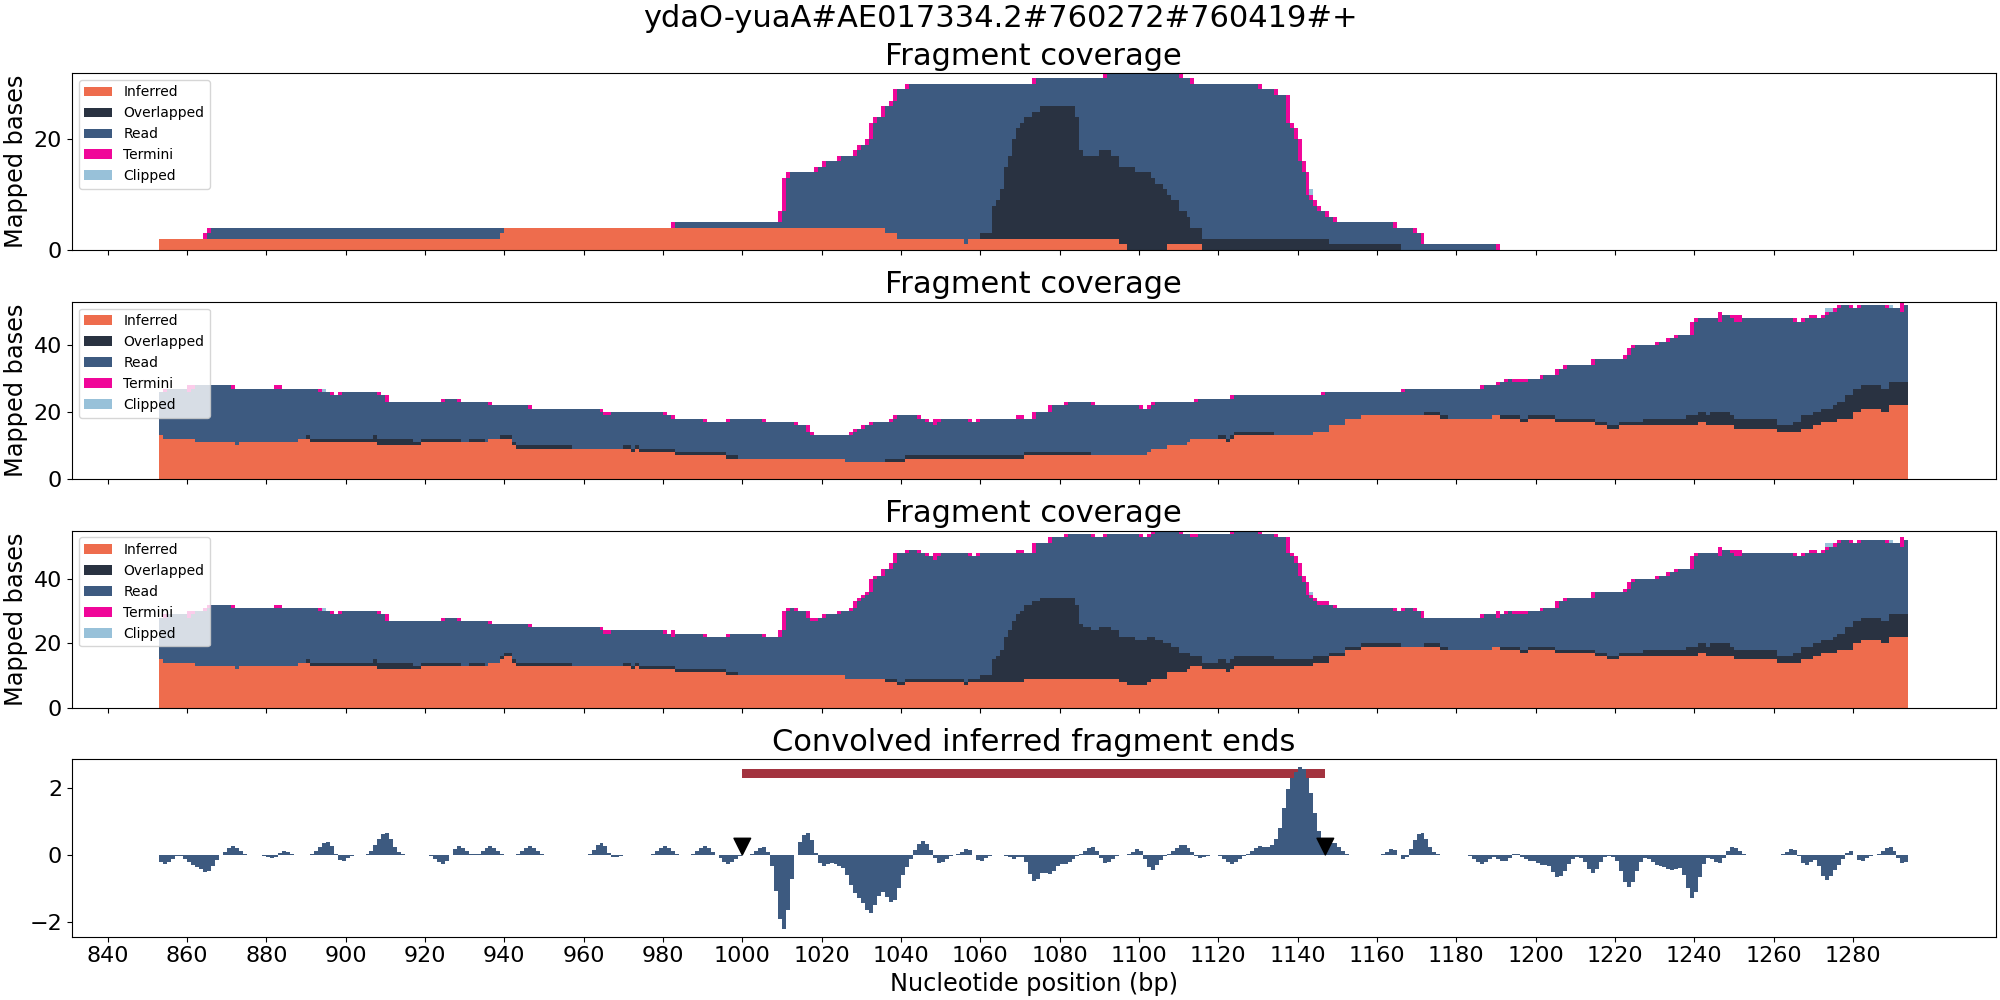 ydaO-yuaA#AE017334.2#760272#760419#+
Fragment coverage
Mapped bases
20
0
Inferred
Overlapped
Read
Termini
Clipped
Fragment coverage
Mapped bases
40
20
0
Inferred
Overlapped
Read
Termini
Clipped
Fragment coverage
Mapped bases
40
20
0
Inferred
Overlapped
Read
Termini
Clipped
Convolved inferred fragment ends
2
0
−2
840 860 880 900 920 940 960 980 1000 1020 1040 1060 1080 1100 1120 1140 1160 1180 1200 1220 1240 1260 1280
Nucleotide position (bp)